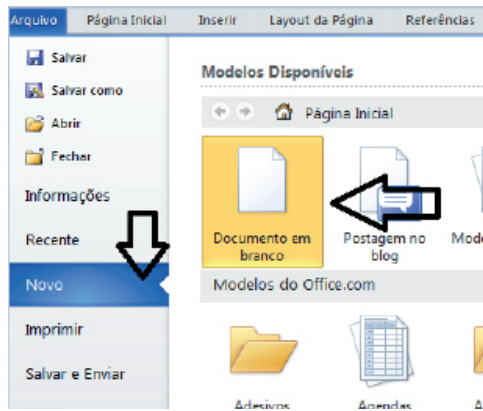 Arquivo Página Inicial Inserir Layout da Página Referências
Salvar
Salvar como
Abrir
Fechar
Informações
Recente
Novo
Imprimir
Salvar e Enviar
Modelos Disponíveis
Página Inicial
Documento em
branco
Postagem no
blog
Modelos do Office.com
Adesivos
Agendas